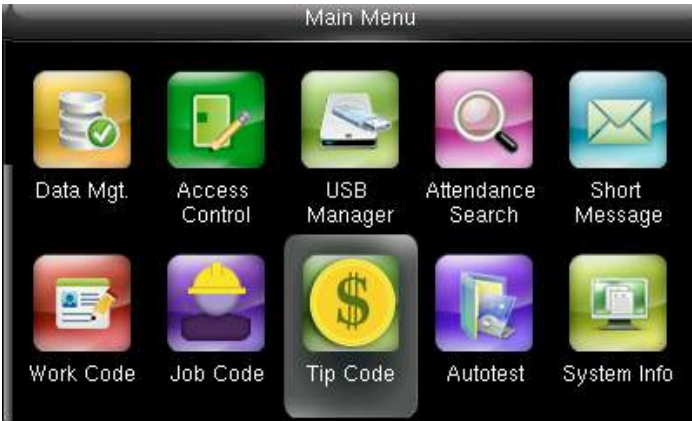 Main Menu
Data Mgt.
Access
Control
USB
Manager
Attendance
Search
Short
Message
$
Work Code
Job Code
Tip Code
Autotest
System Info